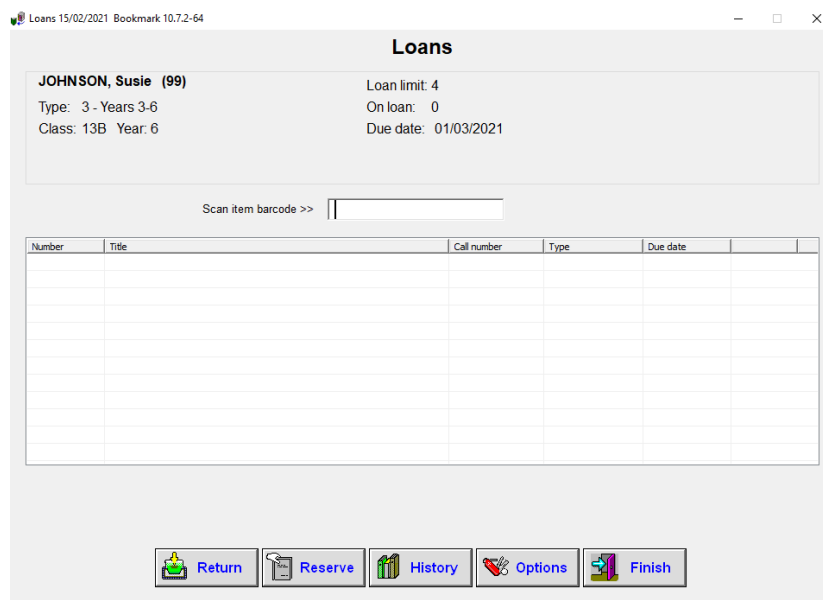 Loans 15/02/2021 Bookmark 10.7.2-64
Loans
JOHNSON, Susie (99)
Loan limit: 4
Type: 3 - Years 3-6
On loan: 0
Class: 13B Year: 6
Due date: 01/03/2021
Scan item barcode >>
Number Title Call number Type Due date
Return Reserve History Options Finish